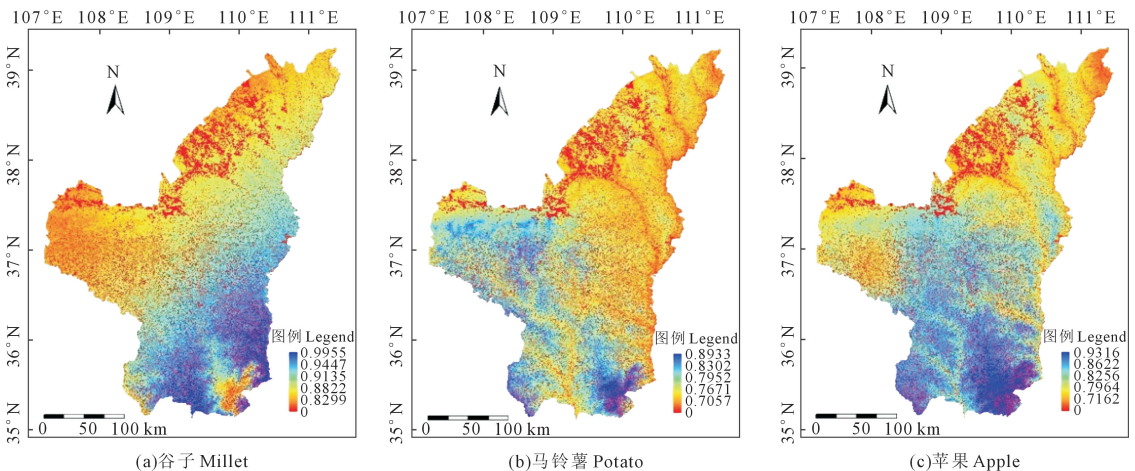 107°E 108°E 109°E 110°E 111°E
39°N
38°N
37°N
36°N
35°N
N
图例 Legend
0.9955
0.9447
0.9135
0.8822
0.8299
0
0 50 100 km
(a)谷子 Millet
107°E 108°E 109°E 110°E 111°E
39°N
38°N
37°N
36°N
35°N
N
图例 Legend
0.8933
0.8302
0.7952
0.7671
0.7057
0
0 50 100 km
(b)马铃薯 Potato
107°E 108°E 109°E 110°E 111°E
39°N
38°N
37°N
36°N
35°N
N
图例 Legend
0.9316
0.8622
0.8256
0.7964
0.7162
0
0 50 100 km
(c)苹果 Apple